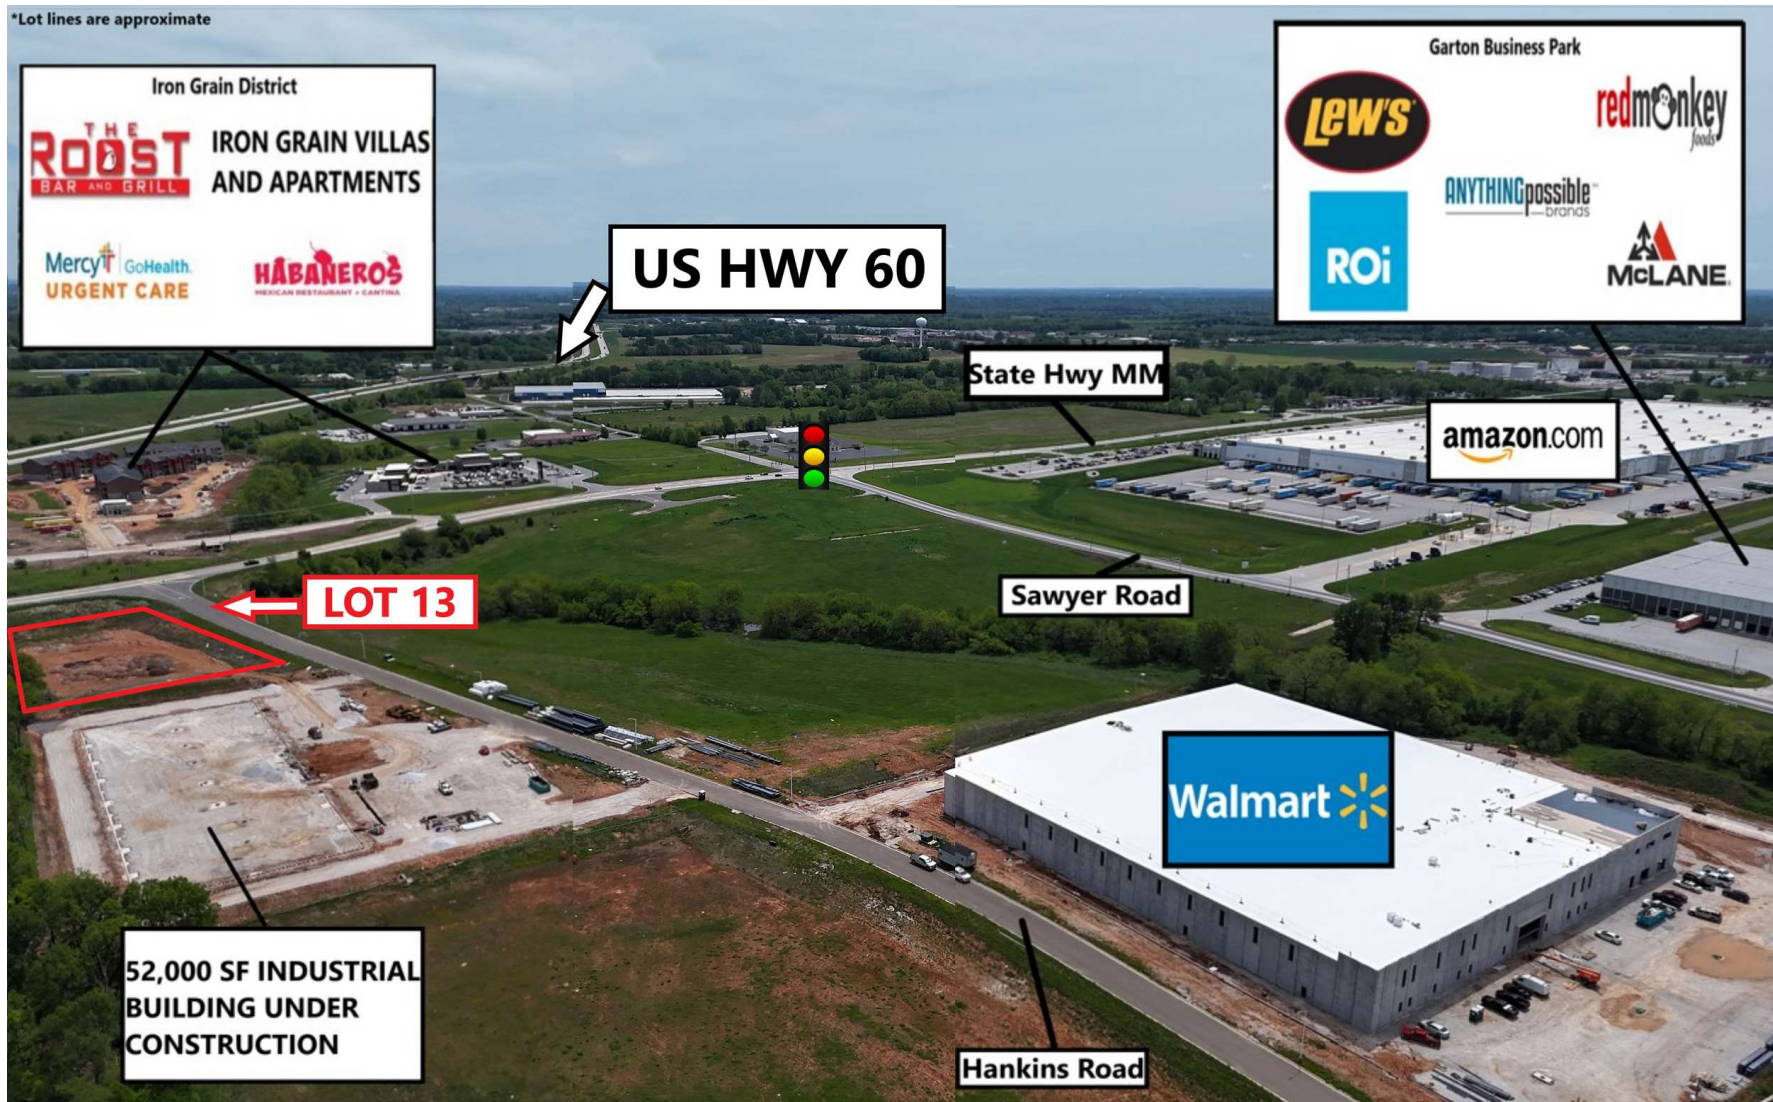 *Lot lines are approximate
Iron Grain District
THE
ROOST
BAR AND GRILL
IRON GRAIN VILLAS
AND APARTMENTS
Mercy GoHealth
URGENT CARE
HABANEROS
MEXICAN RESTAURANT • CANTINA
US HWY 60
State Hwy MM
Garton Business Park
LEW'S
redmonkey
foods
ANYTHINGpossible
brands
ROi
McLANE
amazon.com
Sawyer Road
LOT 13
Walmart
52,000 SF INDUSTRIAL
BUILDING UNDER
CONSTRUCTION
Hankins Road